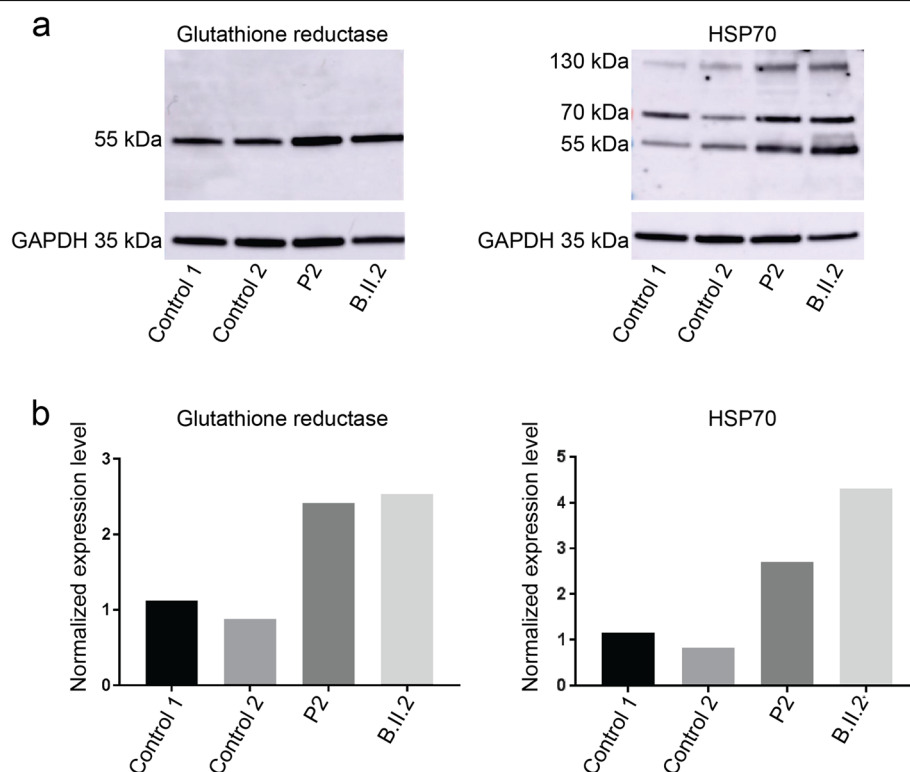 a
Glutathione reductase
55 kDa
GAPDH 35 kDa
Control 1
Control 2
P2
B.II.2
HSP70
130 kDa
70 kDa
55 kDa
GAPDH 35 kDa
Control 1
Control 2
P2
B.II.2
b
Glutathione reductase
Normalized expression level
3
2
1
0
Control 1
Control 2
P2
B.II.2
HSP70
Normalized expression level
5
4
3
2
1
0
Control 1
Control 2
P2
B.II.2